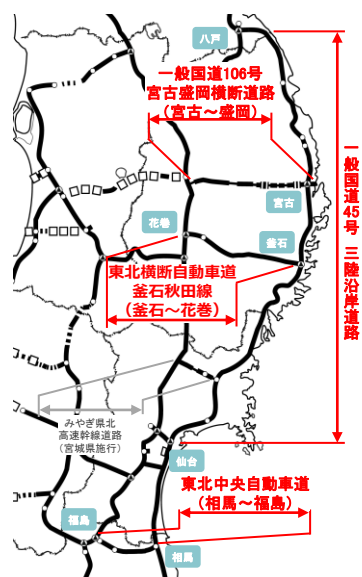 八戸
一般国道106号
宮古盛岡横断道路
（宮古～盛岡）
一般国道45号 三陸沿岸道路
宮古
花巻
釜石
東北横断自動車道
釜石秋田線
（釜石～花巻）
みやぎ県北
高速幹線道路
（宮城県施行）
仙台
東北中央自動車道
（相馬～福島）
福島
相馬